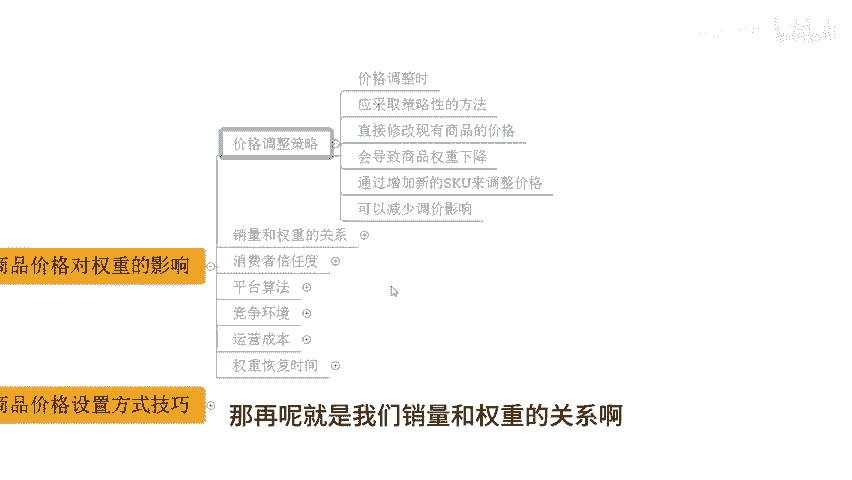 价格调整时
应采取策略性的方法
价格调整策略
直接修改现有商品的价格
会导致商品权重下降
通过增加新的SKU来调整价格
可以减少调价影响
销量和权重的关系
商品价格对权重的影响
消费者信任度
平台算法
竞争环境
运营成本
权重恢复时间
商品价格设置方式技巧
那再呢就是我们销量和权重的关系啊